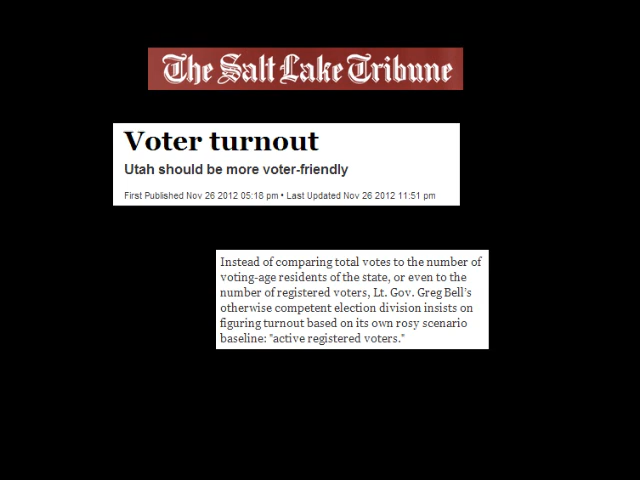 The Salt Lake Tribune
Voter turnout
Utah should be more voter-friendly
First Published Nov 26 2012 05:18 pm • Last Updated Nov 26 2012 11:51 pm
Instead of comparing total votes to the number of
voting-age residents of the state, or even to the
number of registered voters, Lt. Gov. Greg Bell's
otherwise competent election division insists on
figuring turnout based on its own rosy scenario
baseline: "active registered voters."